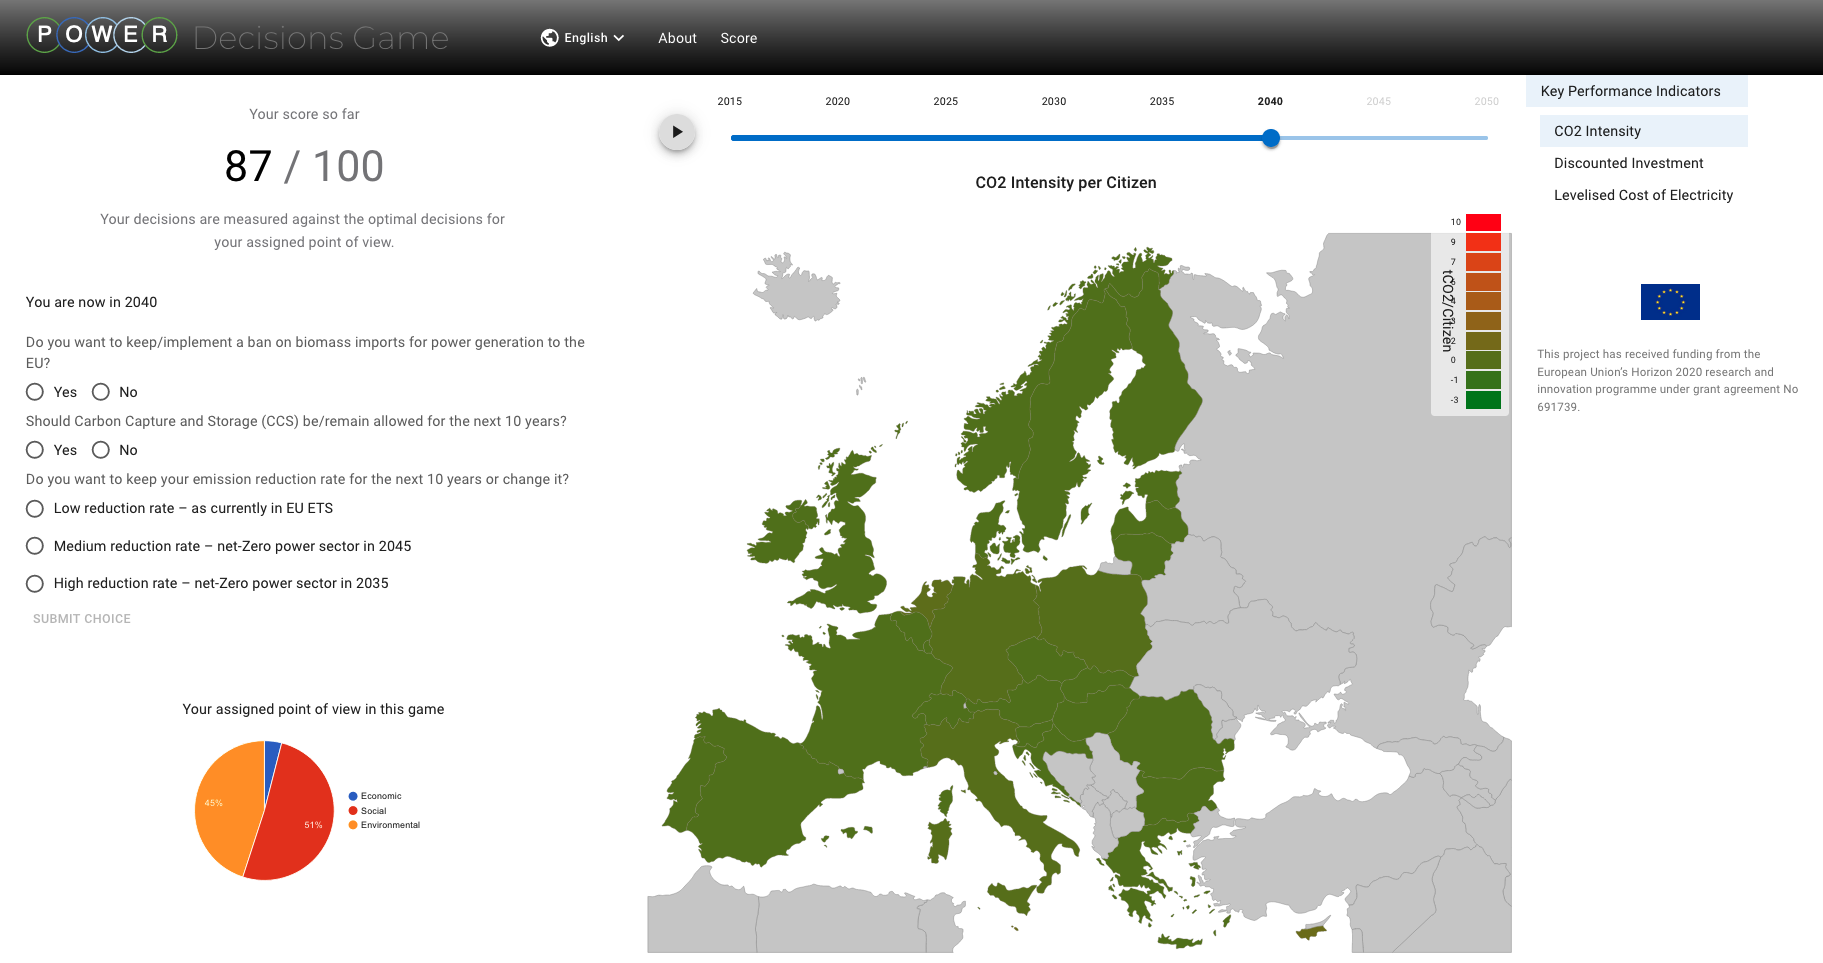 POWER Decisions Game
English
About
Score
Your score so far
87 / 100
Your decisions are measured against the optimal decisions for
your assigned point of view.
You are now in 2040
Do you want to keep/implement a ban on biomass imports for power generation to the
EU?
Yes
No
Should Carbon Capture and Storage (CCS) be/remain allowed for the next 10 years?
Yes
No
Do you want to keep your emission reduction rate for the next 10 years or change it?
Low reduction rate – as currently in EU ETS
Medium reduction rate – net-Zero power sector in 2045
High reduction rate – net-Zero power sector in 2035
SUBMIT CHOICE
Your assigned point of view in this game
45%
51%
Economic
Social
Environmental
2015
2020
2025
2030
2035
2040
2045
2050
CO2 Intensity per Citizen
10
9
7
2
0
-1
-3
tCO2/Citizen
Key Performance Indicators
CO2 Intensity
Discounted Investment
Levelised Cost of Electricity
This project has received funding from the
European Union's Horizon 2020 research and
innovation programme under grant agreement No
691739.